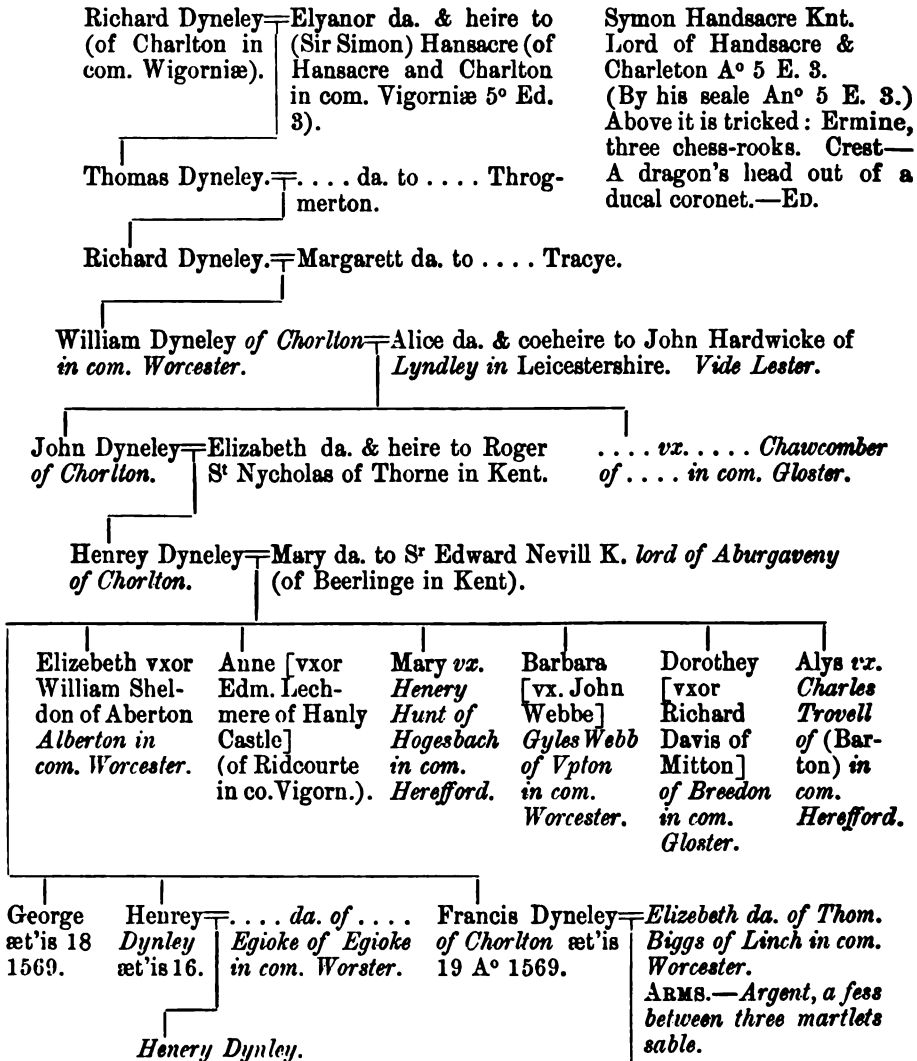 Richard Dyneley=Elyanor da. & heire to
(of Charlton in (Sir Simon) Hansacre (of
com. Wigorniæ). Hansacre and Charlton
in com. Vigorniæ 5º Ed.
3).
Symon Handsacre Knt.
Lord of Handsacre &
Charleton Aº 5 E. 3.
(By his seale Anº 5 E. 3.)
Above it is tricked : Ermine,
three chess-rooks. Crest—
A dragon's head out of a
ducal coronet.—ED.
Thomas Dyneley.=. . . . da. to . . . . Throg-
merton.
Richard Dyneley.=Margarett da. to . . . . Tracye.
William Dyneley of Chorlton=Alice da. & coeheire to John Hardwicke of
in com. Worcester. Lyndley in Leicestershire. Vide Lester.
John Dyneley=Elizabeth da. & heire to Roger
of Chorlton. Sᵗ Nycholas of Thorne in Kent.
. . . . vx. . . . . Chawcomber
of . . . . in com. Gloster.
Henrey Dyneley=Mary da. to Sʳ Edward Nevill K. lord of Aburgaveny
of Chorlton. (of Beerlinge in Kent).
Elizebeth vxor
William Shel-
don of Aberton
Alberton in
com. Worcester.
Anne [vxor
Edm. Lech-
mere of Hanly
Castle]
(of Ridcourte
in co.Vigorn.).
Mary vx.
Henery
Hunt of
Hogesbach
in com.
Herefford.
Barbara
[vx. John
Webbe]
Gyles Webb
of Vpton
in com.
Worcester.
Dorothey
[vxor
Richard
Davis of
Mitton]
of Breedon
in com.
Gloster.
Alys vx.
Charles
Trovell
of (Bar-
ton) in
com.
Herefford.
George
æt'is 18
1569.
Henrey=. . . . da. of . . . .
Dynley Egioke of Egioke
æt'is 16. in com. Worster.
Francis Dyneley=Elizebeth da. of Thom.
of Chorlton æt'is Biggs of Linch in com.
19 Aº 1569. Worcester.
ARMS.—Argent, a fess
between three martlets
sable.
Henery Dynley.